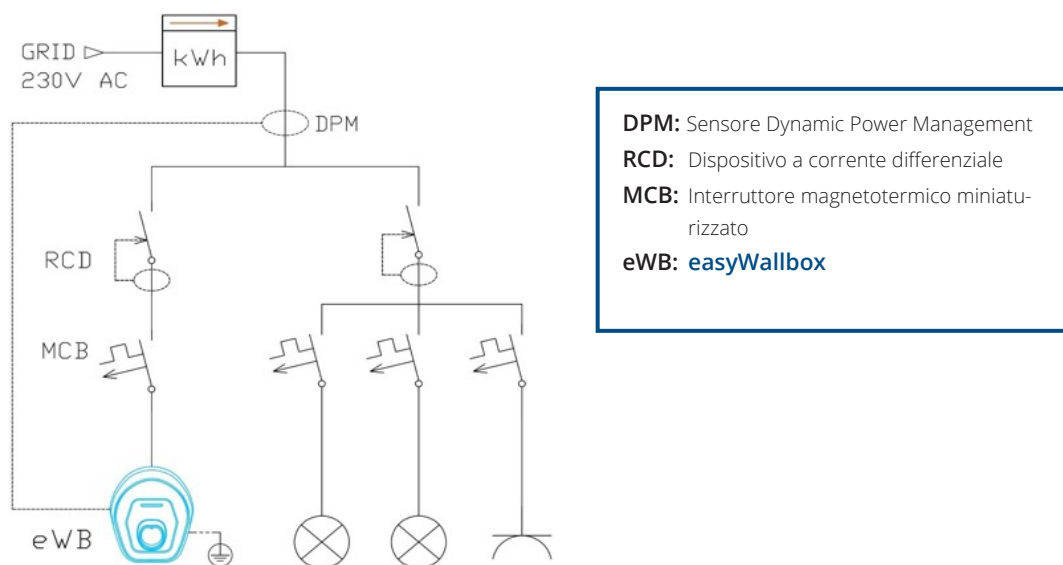 GRID
230V AC
kWh
DPM
RCD
MCB
eWB
DPM: Sensore Dynamic Power Management
RCD: Dispositivo a corrente differenziale
MCB: Interruttore magnetotermico miniatu-
rizzato
eWB: easyWallbox